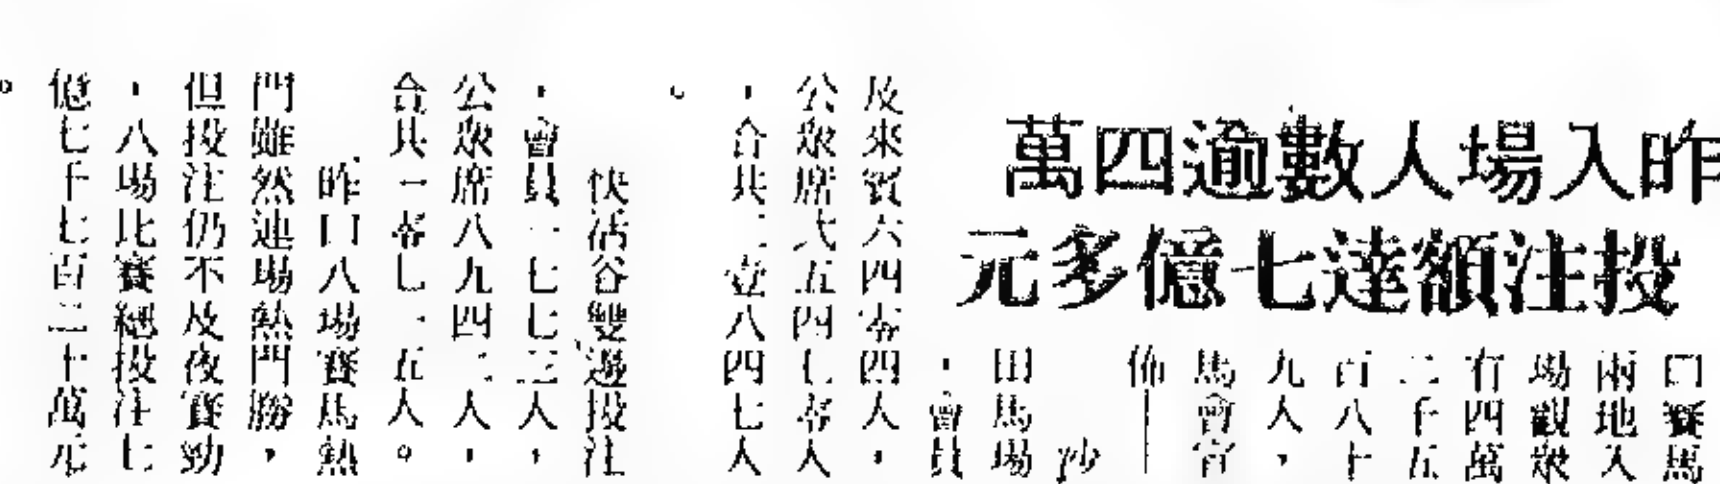 昨入場人數逾四萬
投注額達七億多元
日賽馬
兩地入
場觀眾
有四萬
二千五
百八十
九人，
馬會官
佈—
沙
田馬場
，會員
及來賓六四零四人，
公眾席弍五四七零人
，合共三壹八四七人
。
快活谷雙邊投注
，會員一七七三人，
公眾席八九四二人，
合共一零七一五人。
昨日八場賽馬熱
門雖然連場熱門勝，
但投注仍不及夜賽勁
，八場比賽總投注七
億七千七百二十萬元
。